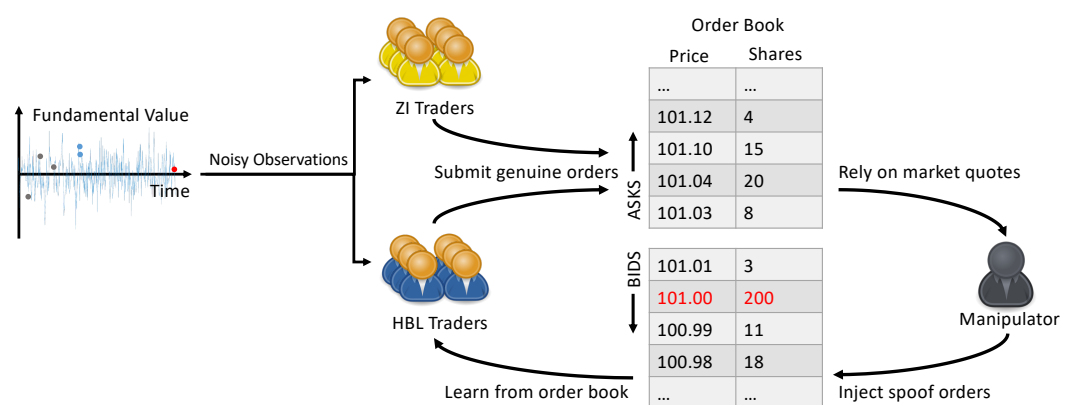 Order Book
Price Shares
… …
101.12 4
101.10 15
101.04 20
101.03 8
ASKS
BIDS
101.01 3
101.00 200
100.99 11
100.98 18
… …
Fundamental Value
Time
Noisy Observations
ZI Traders
Submit genuine orders
HBL Traders
Learn from order book
Rely on market quotes
Manipulator
Inject spoof orders